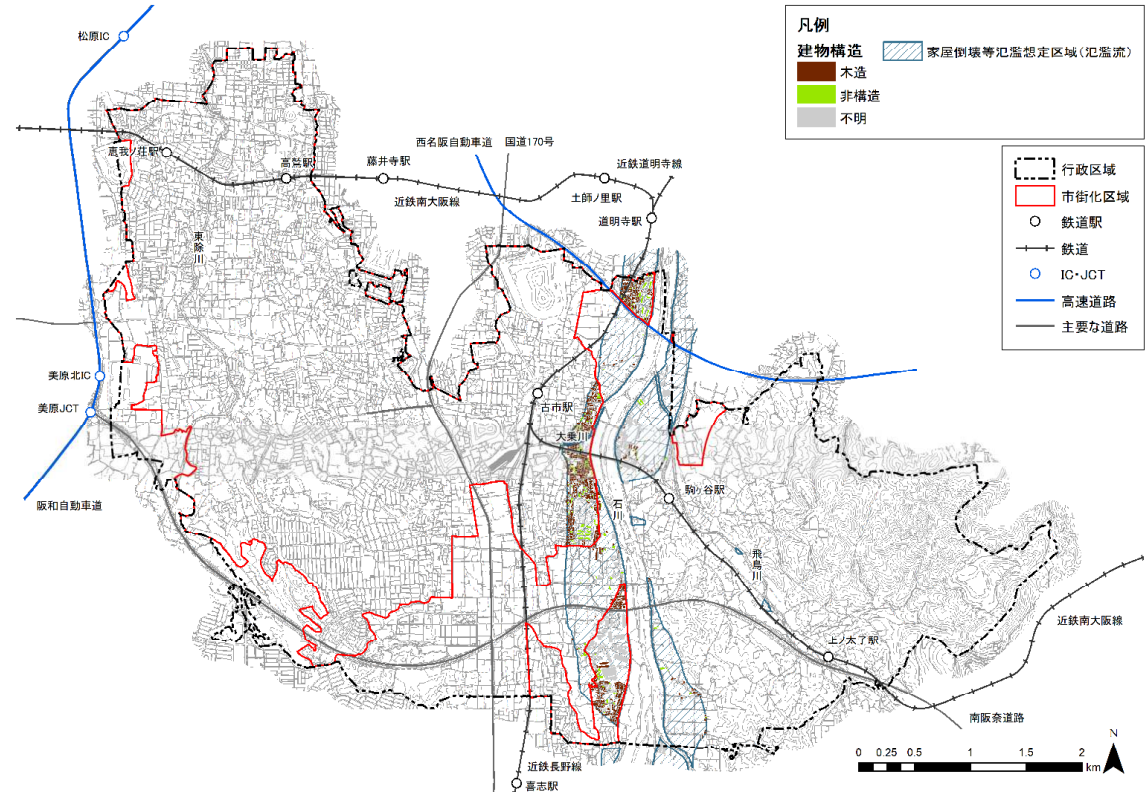 凡例
建物構造
木造
非構造
不明
家屋倒壊等氾濫想定区域(氾濫流)
行政区域
市街化区域
鉄道駅
鉄道
IC・JCT
高速道路
主要な道路
松原IC
恵我ノ荘駅
高鷲駅
藤井寺駅
近鉄南大阪線
西名阪自動車道
国道170号
近鉄道明寺線
土師ノ里駅
道明寺駅
東除川
美原北IC
美原JCT
阪和自動車道
古市駅
大乗川
石川
駒ヶ谷駅
飛鳥川
上ノ太子駅
近鉄南大阪線
南阪奈道路
近鉄長野線
喜志駅
N
0 0.25 0.5 1 1.5 2
km